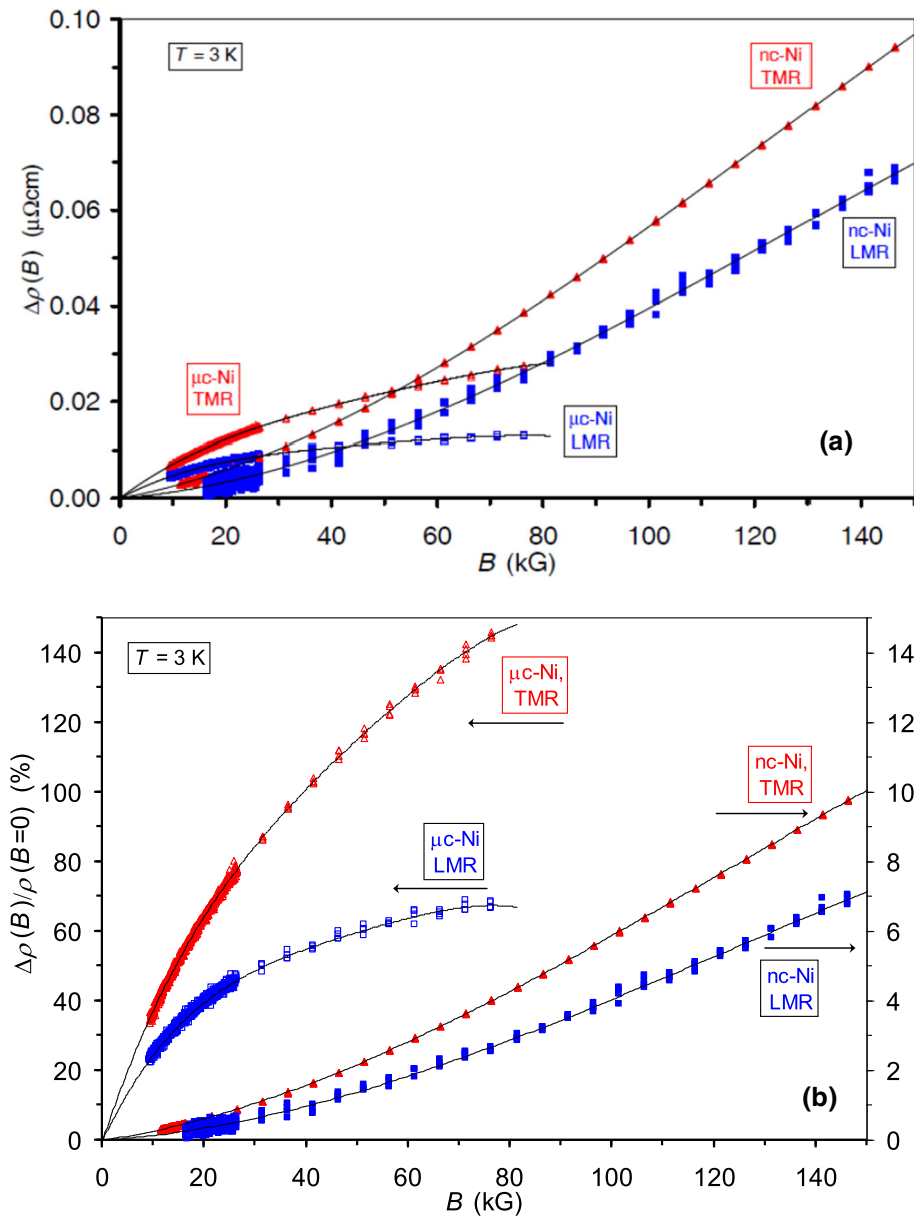 0.10
T = 3 K
nc-Ni
TMR
0.08
Δρ(B) (μΩcm)
0.06
nc-Ni
LMR
0.04
μc-Ni
TMR
0.02
μc-Ni
LMR
(a)
0.00
0 20 40 60 80 100 120 140
B (kG)
140 14
T = 3 K
μc-Ni,
TMR
120 12
nc-Ni,
TMR
100 10
Δρ(B)/ρ(B=0) (%)
80 8
μc-Ni
LMR
60 6
nc-Ni
LMR
40 4
20 2
(b)
0 0
0 20 40 60 80 100 120 140
B (kG)